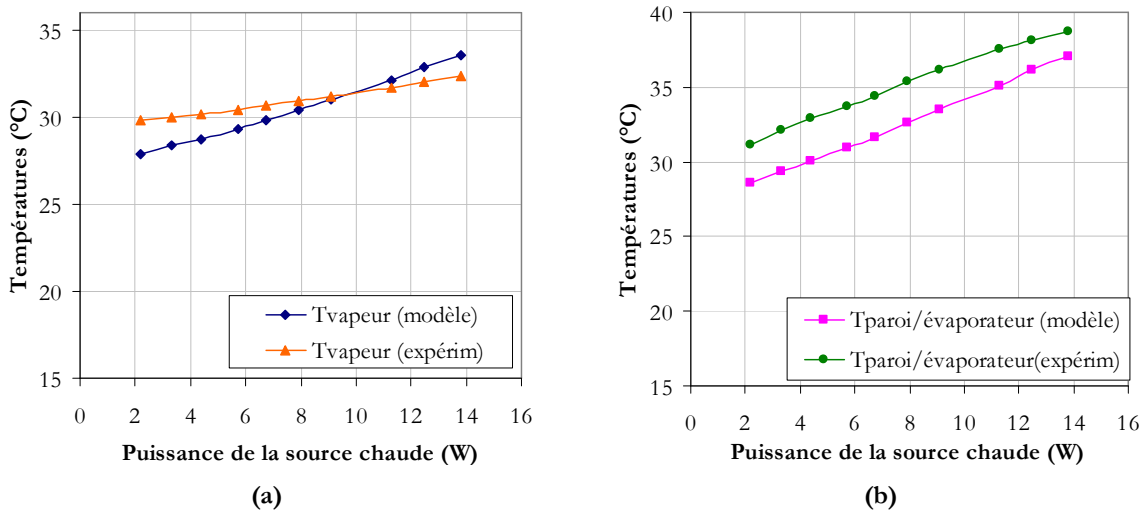 Températures (°C)
35
30
25
20
15
0 2 4 6 8 10 12 14 16
Tvapeur (modèle)
Tvapeur (expérim)
Puissance de la source chaude (W)
(a)
Températures (°C)
40
35
30
25
20
15
0 2 4 6 8 10 12 14 16
Tparoi/évaporateur (modèle)
Tparoi/évaporateur(expérim)
Puissance de la source chaude (W)
(b)